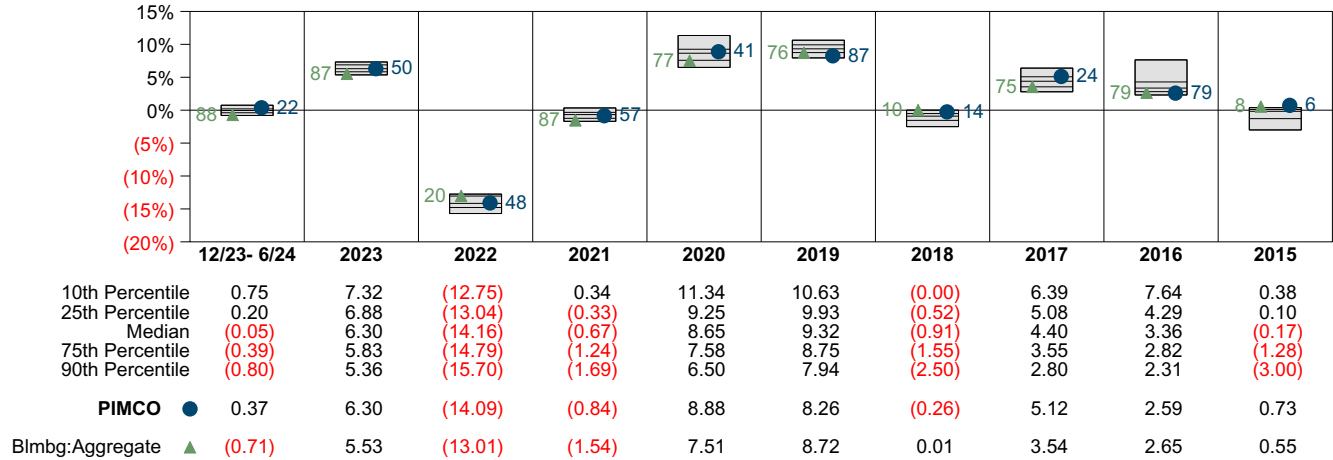 15%
10%
5%
0%
(5%)
(10%)
(15%)
(20%)
88 22
87 50
20 48
87 57
77 41
76 87
10 14
75 24
79 79
8 6
12/23- 6/24 2023 2022 2021 2020 2019 2018 2017 2016 2015
10th Percentile 0.75 7.32 (12.75) 0.34 11.34 10.63 (0.00) 6.39 7.64 0.38
25th Percentile 0.20 6.88 (13.04) (0.33) 9.25 9.93 (0.52) 5.08 4.29 0.10
Median (0.05) 6.30 (14.16) (0.67) 8.65 9.32 (0.91) 4.40 3.36 (0.17)
75th Percentile (0.39) 5.83 (14.79) (1.24) 7.58 8.75 (1.55) 3.55 2.82 (1.28)
90th Percentile (0.80) 5.36 (15.70) (1.69) 6.50 7.94 (2.50) 2.80 2.31 (3.00)
PIMCO 0.37 6.30 (14.09) (0.84) 8.88 8.26 (0.26) 5.12 2.59 0.73
Blmbg:Aggregate (0.71) 5.53 (13.01) (1.54) 7.51 8.72 0.01 3.54 2.65 0.55